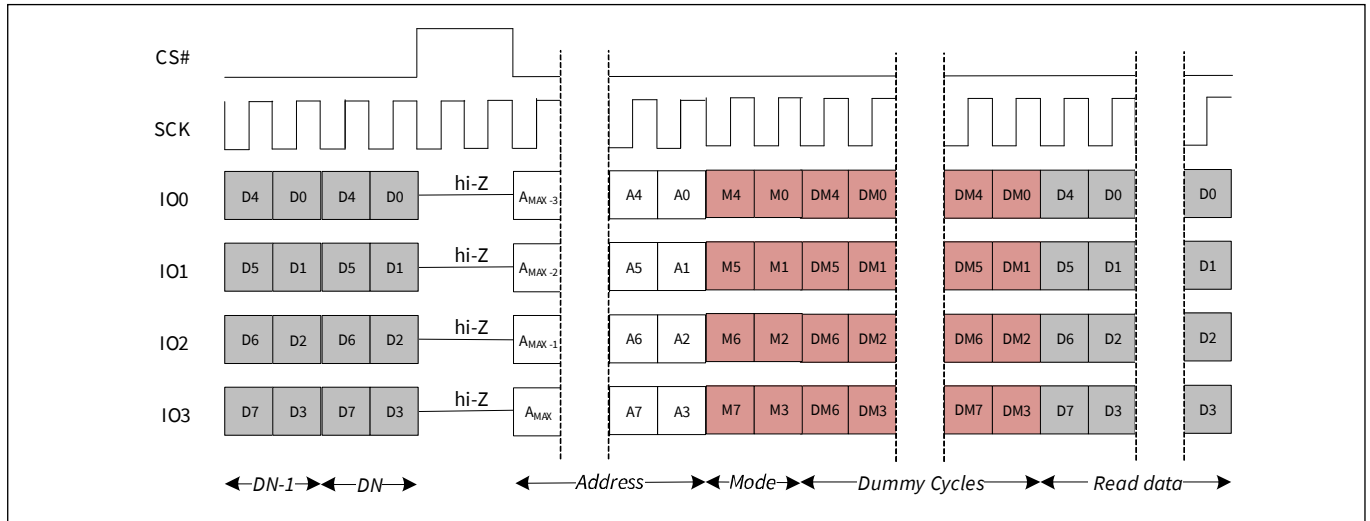 CS#
SCK
IO0 D4 D0 D4 D0 hi-Z AMAX-3 A4 A0 M4 M0 DM4 DM0 DM4 DM0 D4 D0 D0
IO1 D5 D1 D5 D1 hi-Z AMAX-2 A5 A1 M5 M1 DM5 DM1 DM5 DM1 D5 D1 D1
IO2 D6 D2 D6 D2 hi-Z AMAX-1 A6 A2 M6 M2 DM6 DM2 DM6 DM2 D6 D2 D2
IO3 D7 D3 D7 D3 hi-Z AMAX A7 A3 M7 M3 DM6 DM3 DM7 DM3 D7 D3 D3
DN-1 DN Address Mode Dummy Cycles Read data